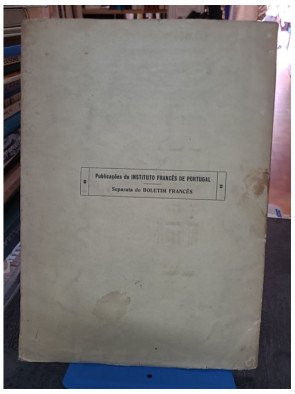 Publicações do INSTITUTO FRANCÊS DE PORTUGAL
Separata do BOLETIM FRANCÊS